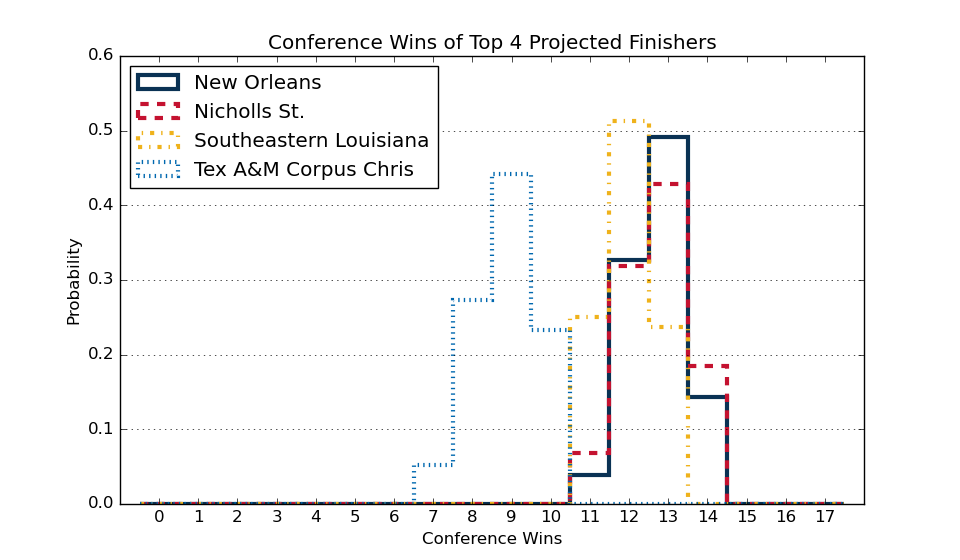 Conference Wins of Top 4 Projected Finishers
New Orleans
Nicholls St.
Southeastern Louisiana
Tex A&M Corpus Chris
0.6
0.5
0.4
0.3
0.2
0.1
0.0
Probability
0 1 2 3 4 5 6 7 8 9 10 11 12 13 14 15 16 17
Conference Wins